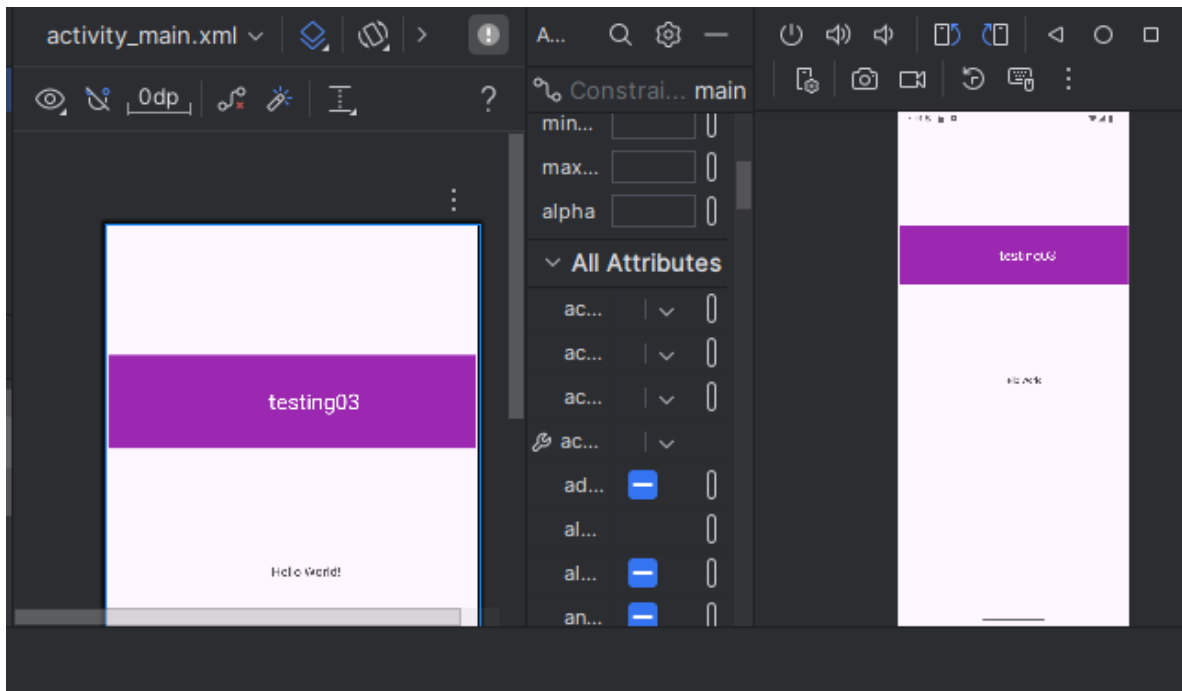 activity_main.xml
A...
0dp
?
Constrai... main
min...
max...
alpha
All Attributes
ac...
ac...
ac...
ac...
ad...
al...
al...
an...
testing03
Hello World!
testing03